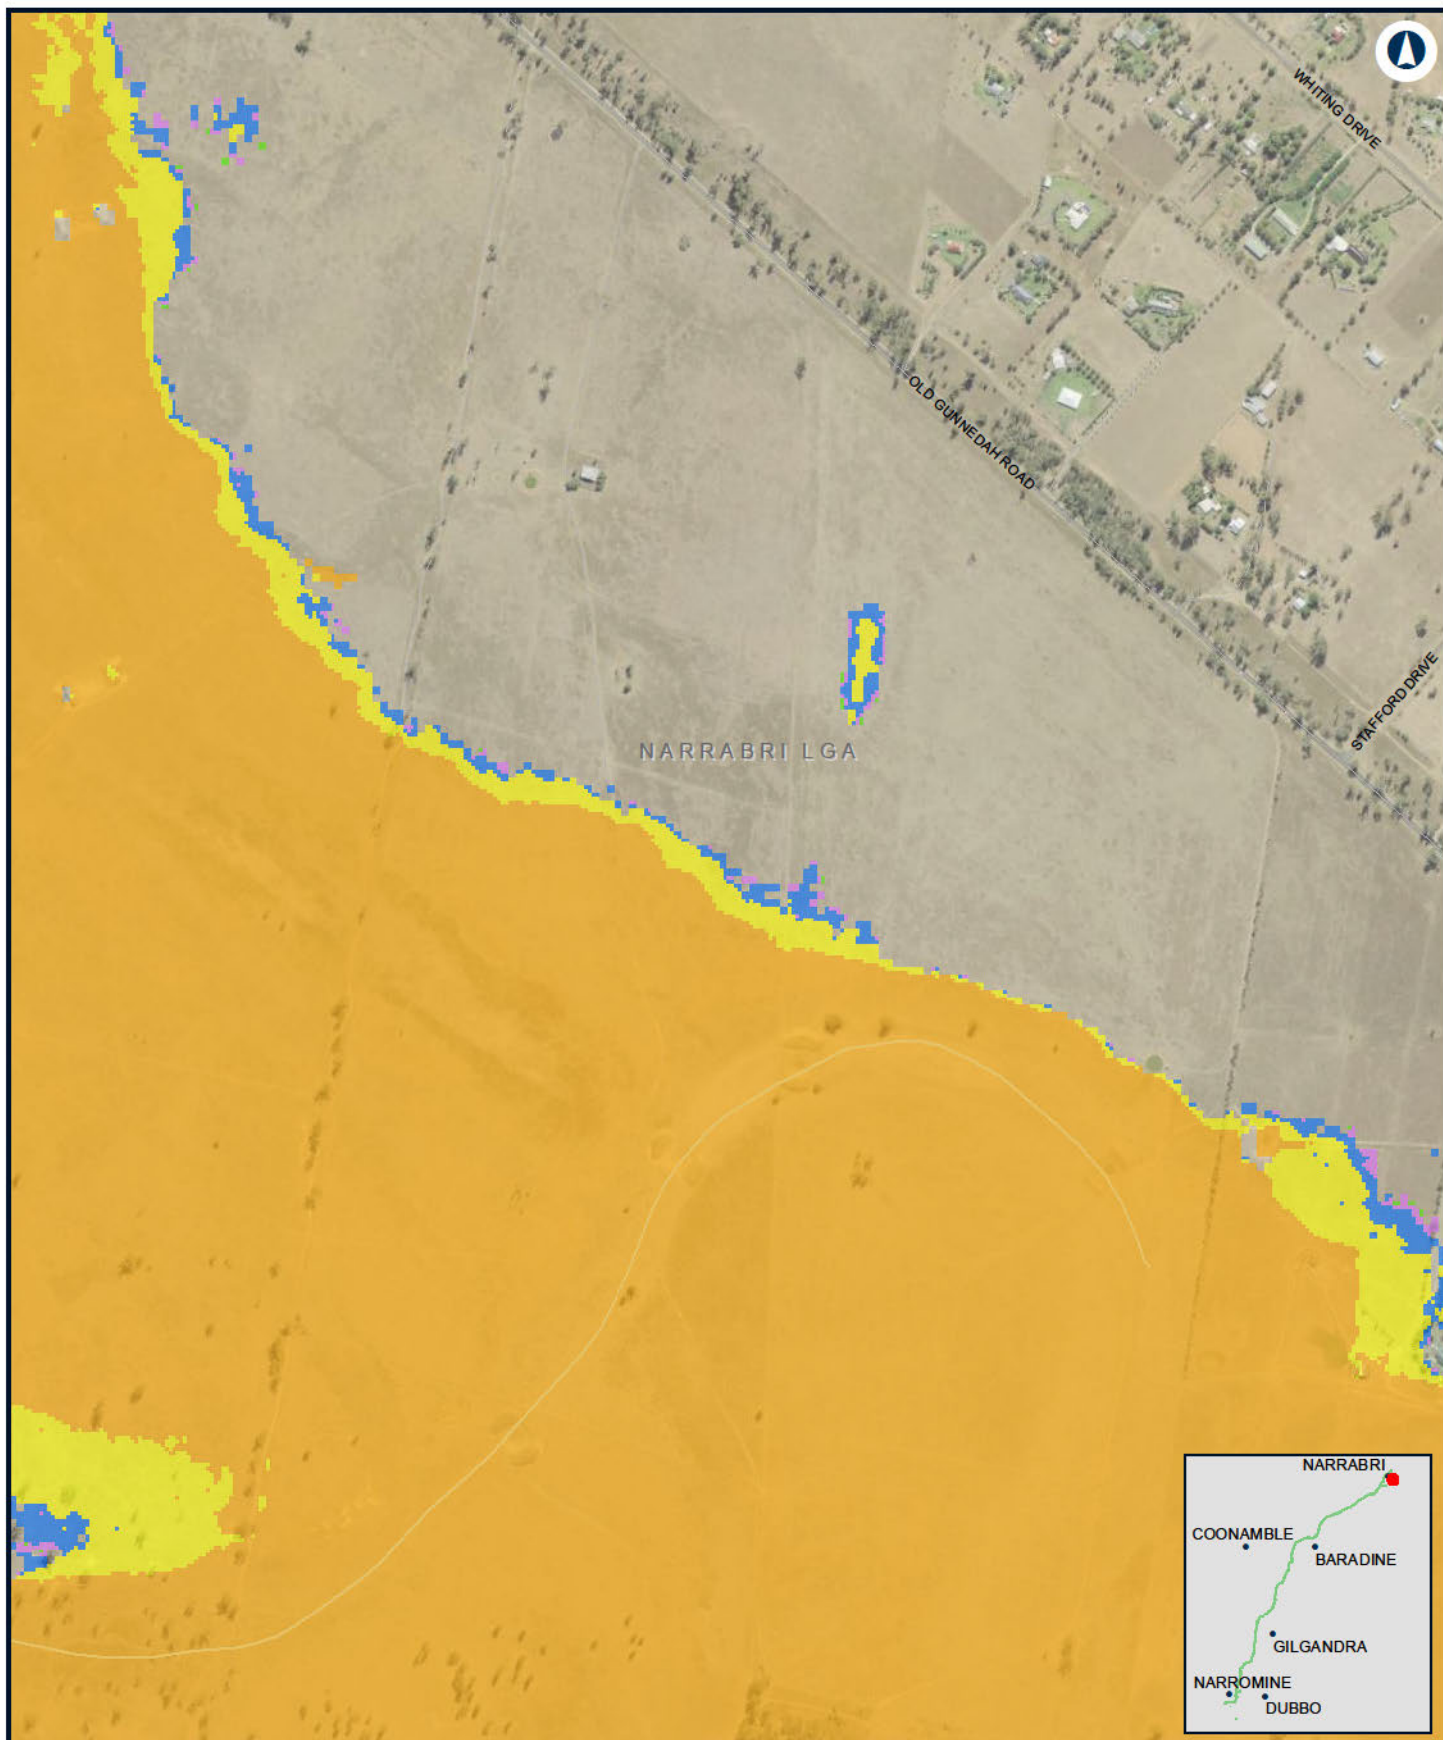 WHITING DRIVE
OLD GUNNEDAH ROAD
STAFFORD DRIVE
NARRABRI LGA
NARRABRI
COONAMBLE
BARADINE
GILGANDRA
NARROMINE
DUBBO